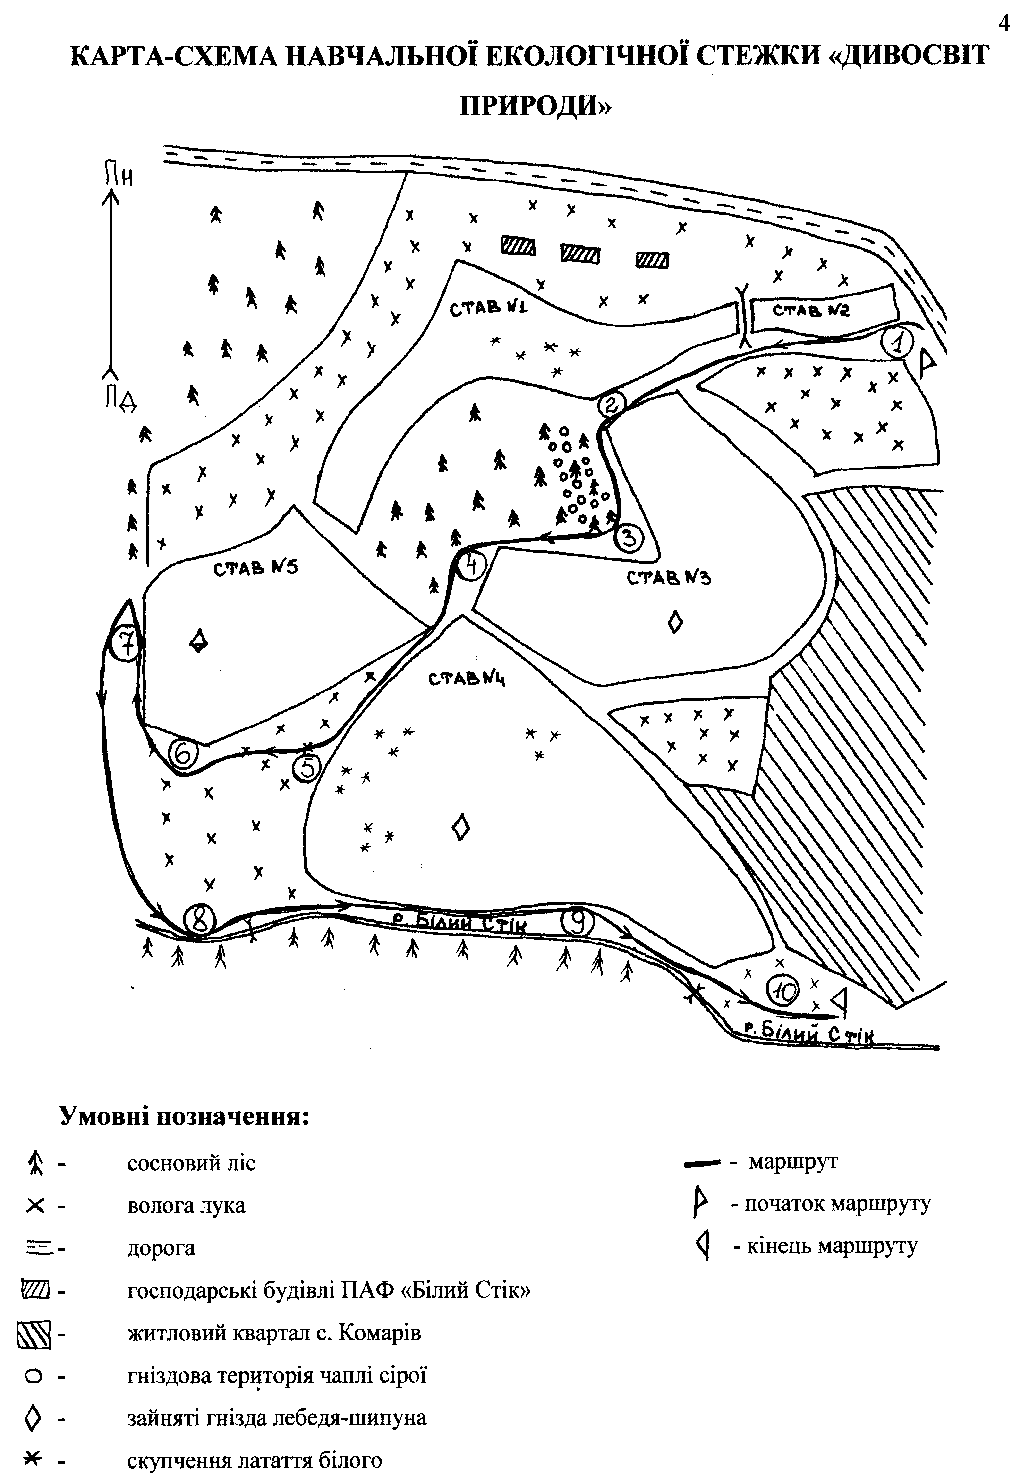 4
КАРТА-СХЕМА НАВЧАЛЬНОЇ ЕКОЛОГІЧНОЇ СТЕЖКИ «ДИВОСВІТ
ПРИРОДИ»
Пн
Пд
СТАВ №1
СТАВ №2
1
2
3
СТАВ №3
4
СТАВ №5
СТАВ №4
7
6
5
8
р. Білий Стік
9
10
р. Білий Стік
Умовні позначення:
- сосновий ліс
- волога лука
- дорога
- господарські будівлі ПАФ «Білий Стік»
- житловий квартал с. Комарів
- гніздова територія чаплі сірої
- зайняті гнізда лебедя-шипуна
- скупчення латаття білого
- маршрут
- початок маршруту
- кінець маршруту